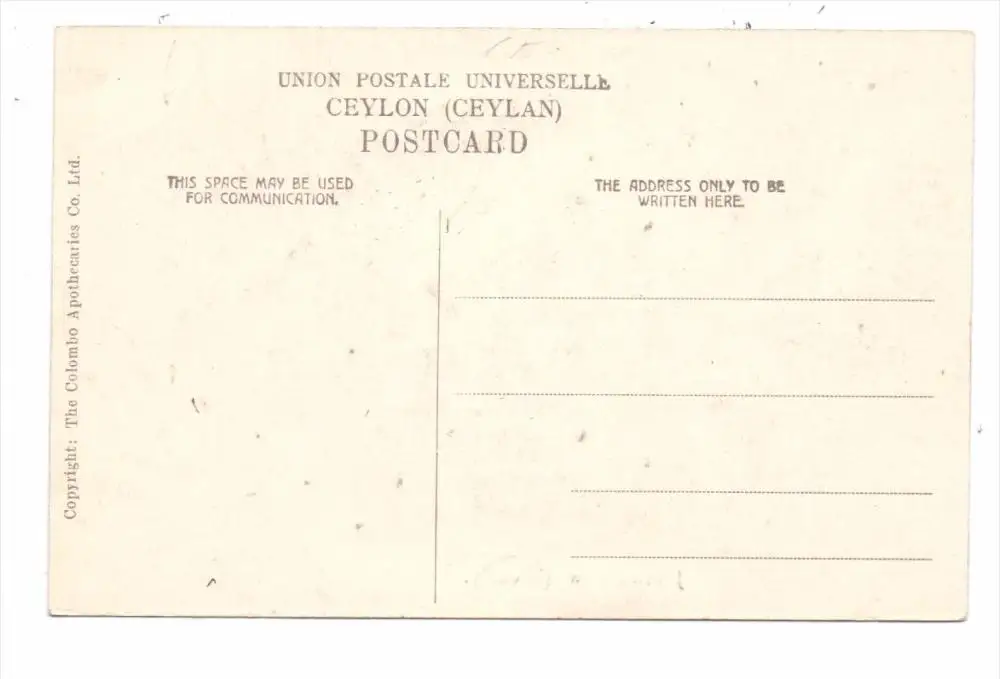 UNION POSTALE UNIVERSELLE
CEYLON (CEYLAN)
POSTCARD
THIS SPACE MAY BE USED
FOR COMMUNICATION.
THE ADDRESS ONLY TO BE
WRITTEN HERE.
Copyright: The Colombo Apothecaries Co. Ltd.